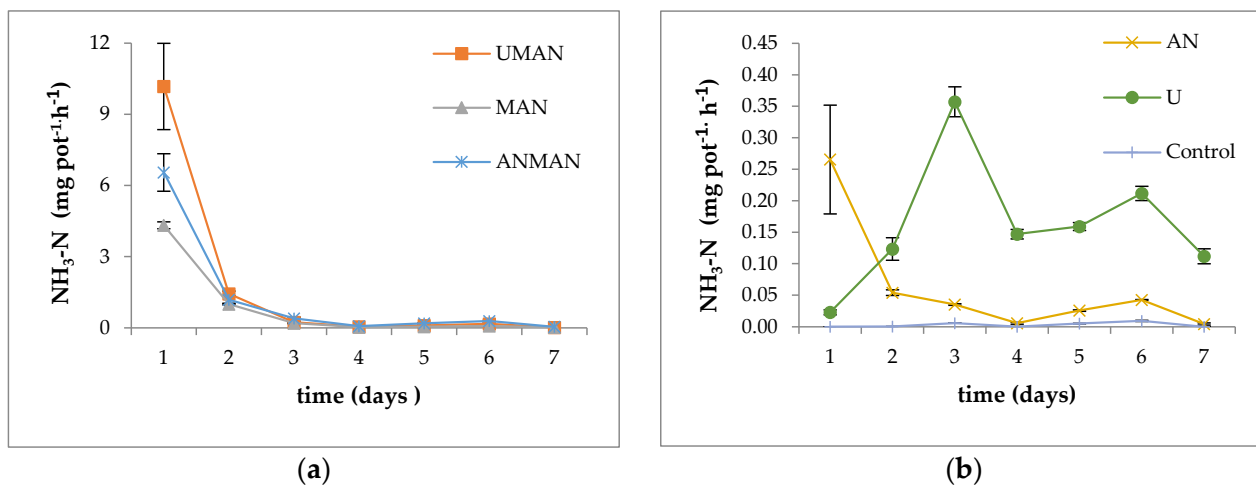 12
9
6
3
0
NH₃-N (mg pot⁻¹·h⁻¹)
UMAN
MAN
ANMAN
1 2 3 4 5 6 7
time (days )
(a)
0.45
0.40
0.35
0.30
0.25
0.20
0.15
0.10
0.05
0.00
NH₃-N (mg pot⁻¹· h⁻¹)
AN
U
Control
1 2 3 4 5 6 7
time (days)
(b)